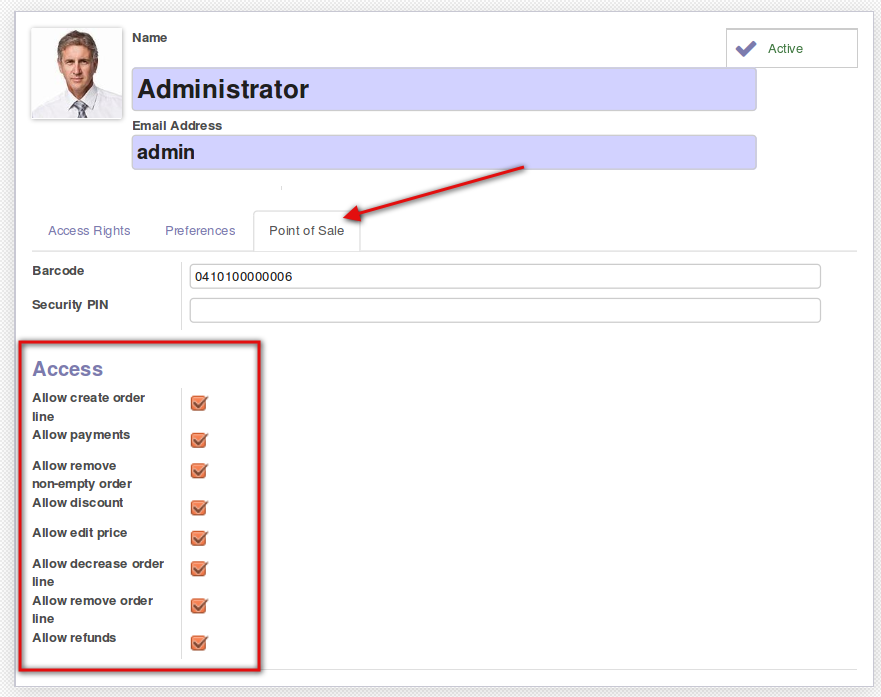 Name
Active
Administrator
Email Address
admin
Access Rights Preferences Point of Sale
Barcode 0410100000006
Security PIN
Access
Allow create order
line
Allow payments
Allow remove
non-empty order
Allow discount
Allow edit price
Allow decrease order
line
Allow remove order
line
Allow refunds